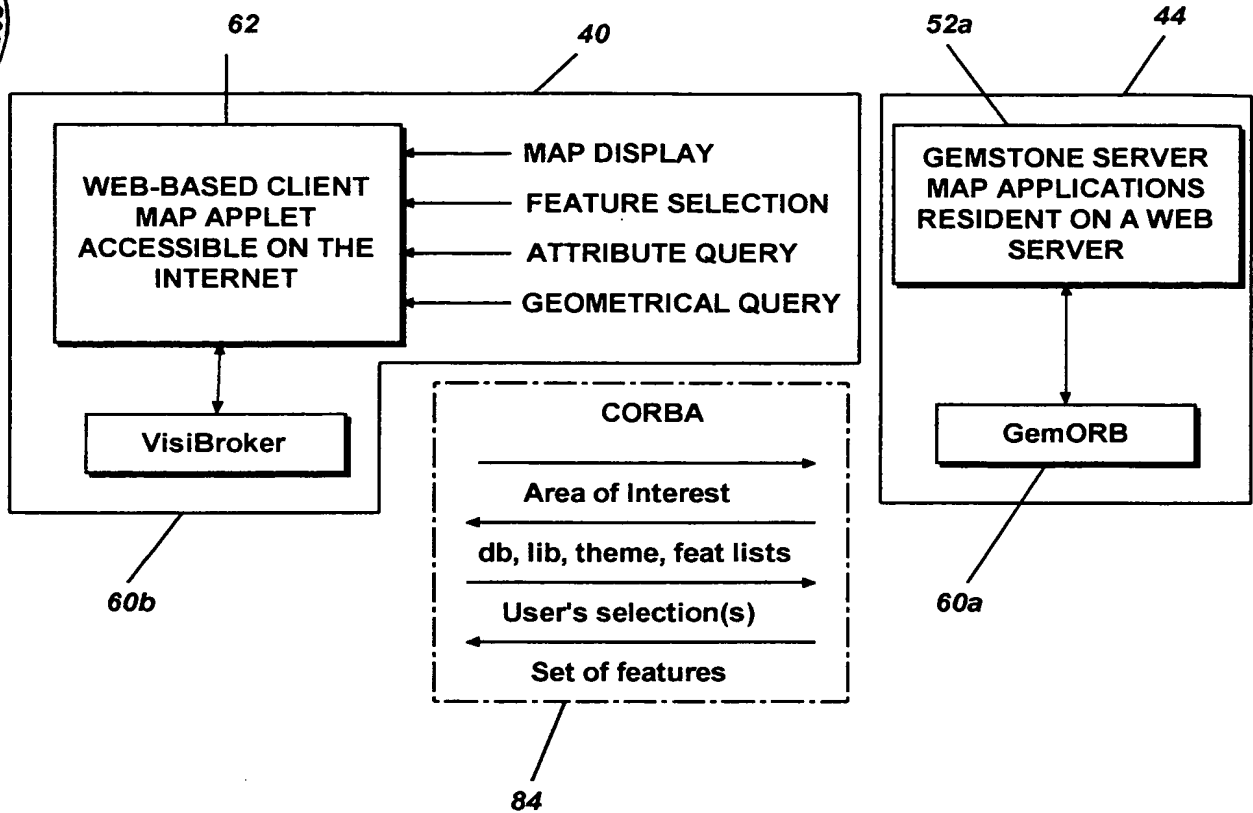 62
40
52a
44
WEB-BASED CLIENT
MAP APPLET
ACCESSIBLE ON THE
INTERNET
MAP DISPLAY
FEATURE SELECTION
ATTRIBUTE QUERY
GEOMETRICAL QUERY
GEMSTONE SERVER
MAP APPLICATIONS
RESIDENT ON A WEB
SERVER
VisiBroker
CORBA
Area of Interest
db, lib, theme, feat lists
User's selection(s)
Set of features
GemORB
60b
60a
84